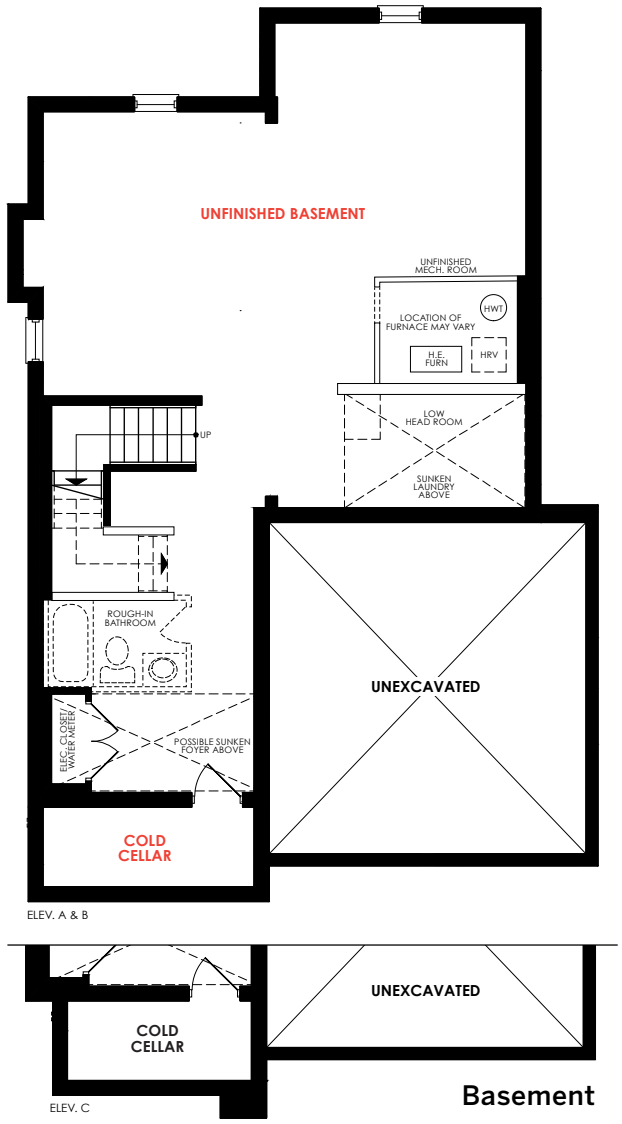 UNFINISHED BASEMENT
UNFINISHED
MECH. ROOM
LOCATION OF
FURNACE MAY VARY
HWT
H.E.
FURN
HRV
LOW
HEAD ROOM
SUNKEN
LAUNDRY
ABOVE
UP
ROUGH-IN
BATHROOM
UNEXCAVATED
ELEC. CLOSET/
WATER METER
POSSIBLE SUNKEN
FOYER ABOVE
COLD
CELLAR
ELEV. A & B
UNEXCAVATED
COLD
CELLAR
ELEV. C
Basement